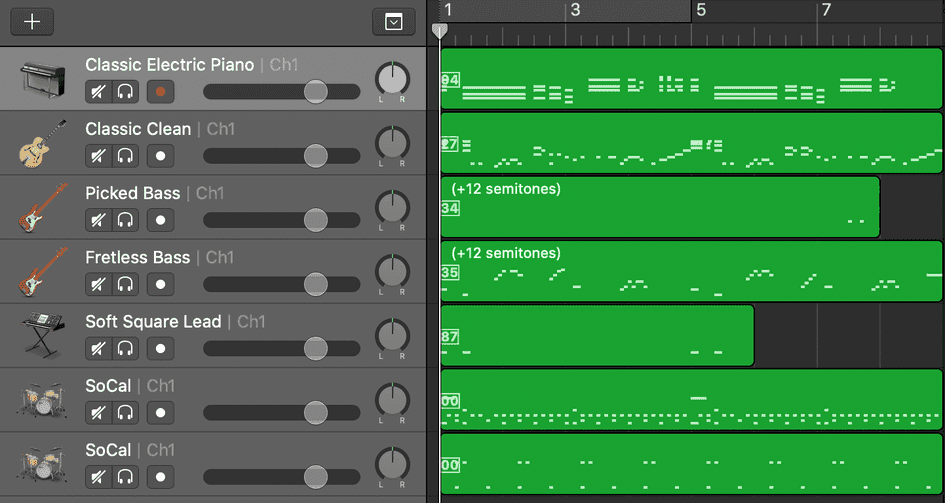 1 3 5 7
Classic Electric Piano | Ch1
L R
94
Classic Clean | Ch1
L R
27
Picked Bass | Ch1
L R
(+12 semitones)
34
Fretless Bass | Ch1
L R
(+12 semitones)
35
Soft Square Lead | Ch1
L R
87
SoCal | Ch1
L R
00
SoCal | Ch1
L R
00